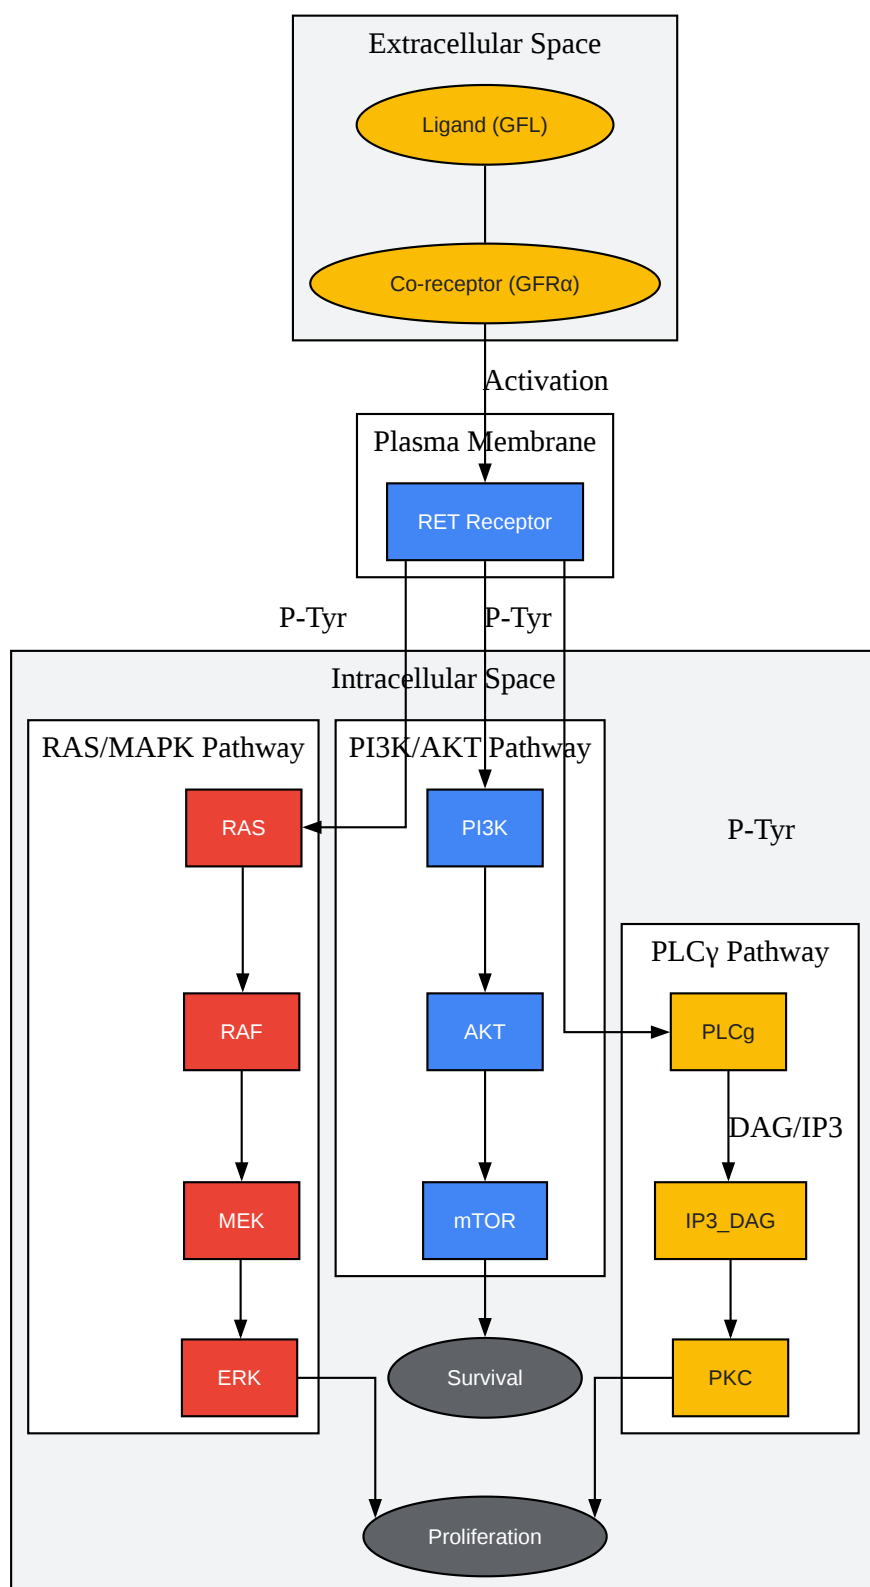 Extracellular Space
Ligand (GFL)
Co-receptor (GFRα)
Activation
Plasma Membrane
RET Receptor
P-Tyr
P-Tyr
Intracellular Space
RAS/MAPK Pathway
PI3K/AKT Pathway
RAS
PI3K
P-Tyr
PLCγ Pathway
RAF
AKT
PLCg
DAG/IP3
MEK
mTOR
IP3_DAG
ERK
Survival
PKC
Proliferation